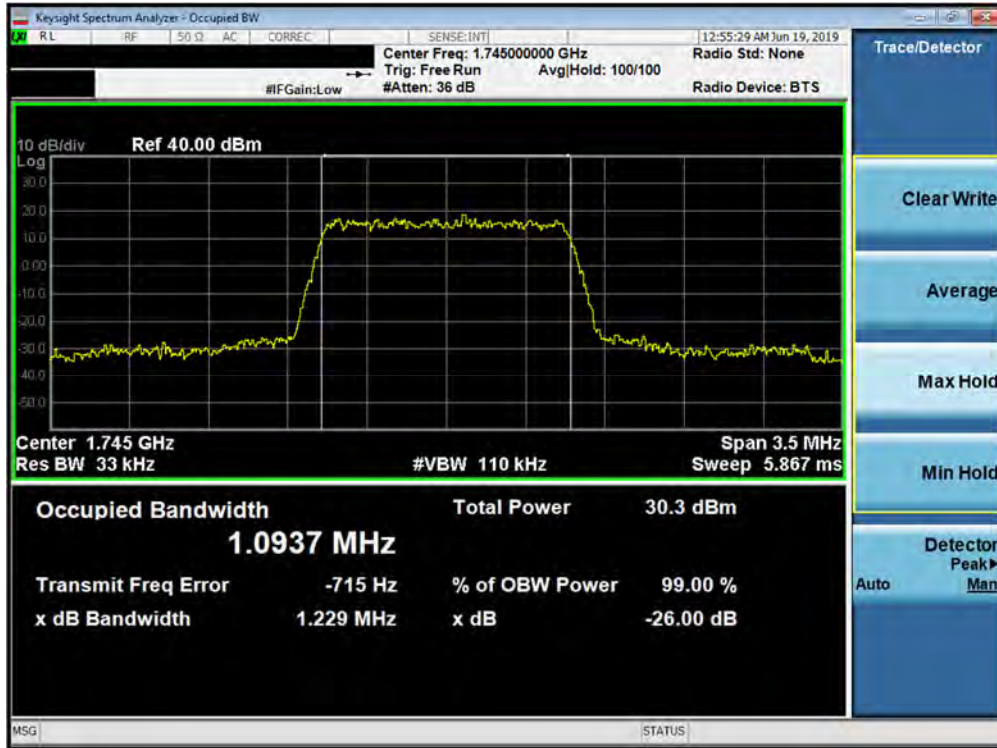 Keysight Spectrum Analyzer - Occupied BW
LXI RL RF 50 Ω AC CORREC SENSE:INT 12:55:29 AM Jun 19, 2019
Center Freq: 1.745000000 GHz Radio Std: None
Trig: Free Run Avg|Hold: 100/100
#IFGain:Low #Atten: 36 dB Radio Device: BTS
Trace/Detector
10 dB/div Ref 40.00 dBm
Log
30.0
20.0
10.0
0.00
-10.0
-20.0
-30.0
-40.0
-50.0
Center 1.745 GHz Span 3.5 MHz
Res BW 33 kHz #VBW 110 kHz Sweep 5.867 ms
Clear Write
Average
Max Hold
Min Hold
Detector
Peak▶
Auto Man
Occupied Bandwidth Total Power 30.3 dBm
1.0937 MHz
Transmit Freq Error -715 Hz % of OBW Power 99.00 %
x dB Bandwidth 1.229 MHz x dB -26.00 dB
MSG STATUS